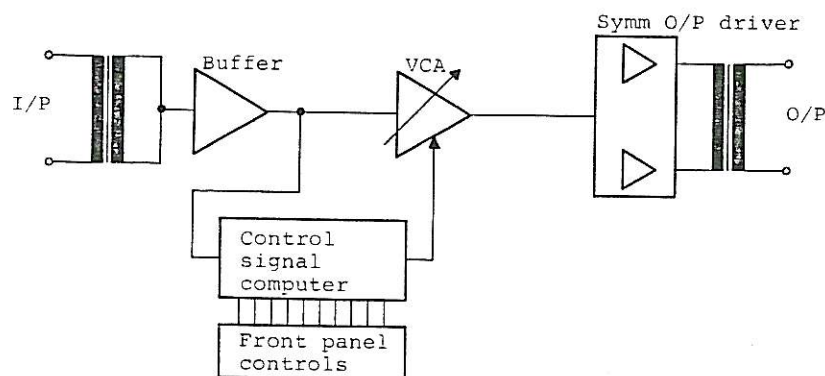 Symm O/P driver
Buffer
VCA
I/P
O/P
Control
signal
computer
Front panel
controls